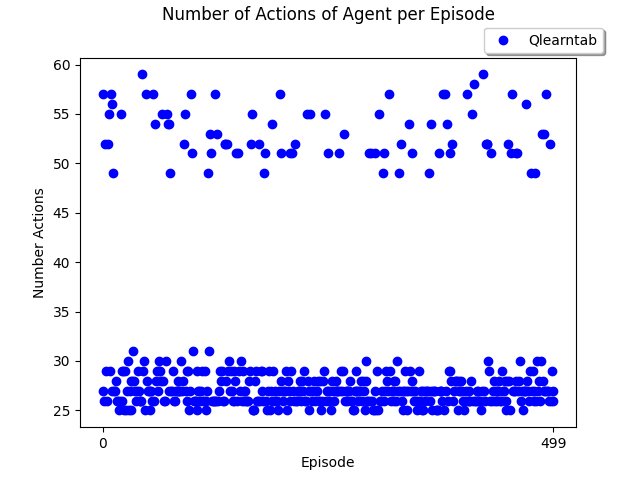 Number of Actions of Agent per Episode
Qlearntab
60
55
50
45
40
35
30
25
Number Actions
0
499
Episode